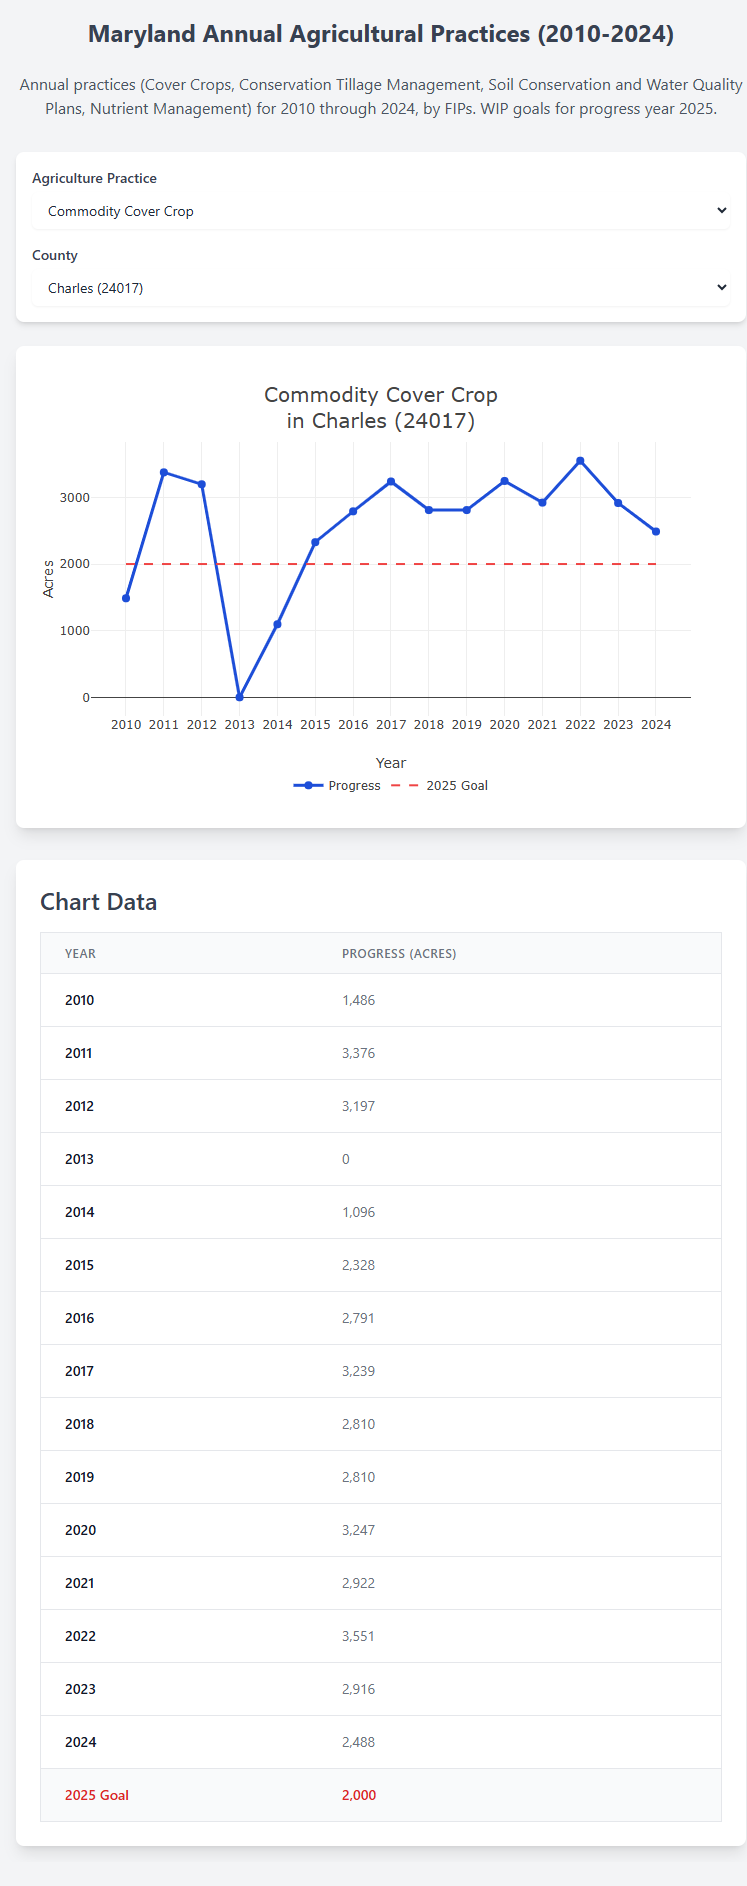 Maryland Annual Agricultural Practices (2010-2024)
Annual practices (Cover Crops, Conservation Tillage Management, Soil Conservation and Water Quality
Plans, Nutrient Management) for 2010 through 2024, by FIPs. WIP goals for progress year 2025.
Agriculture Practice
Commodity Cover Crop
County
Charles (24017)
Commodity Cover Crop
in Charles (24017)
3000
2000
1000
0
Acres
2010 2011 2012 2013 2014 2015 2016 2017 2018 2019 2020 2021 2022 2023 2024
Year
Progress 2025 Goal
Chart Data
YEAR PROGRESS (ACRES)
2010 1,486
2011 3,376
2012 3,197
2013 0
2014 1,096
2015 2,328
2016 2,791
2017 3,239
2018 2,810
2019 2,810
2020 3,247
2021 2,922
2022 3,551
2023 2,916
2024 2,488
2025 Goal 2,000